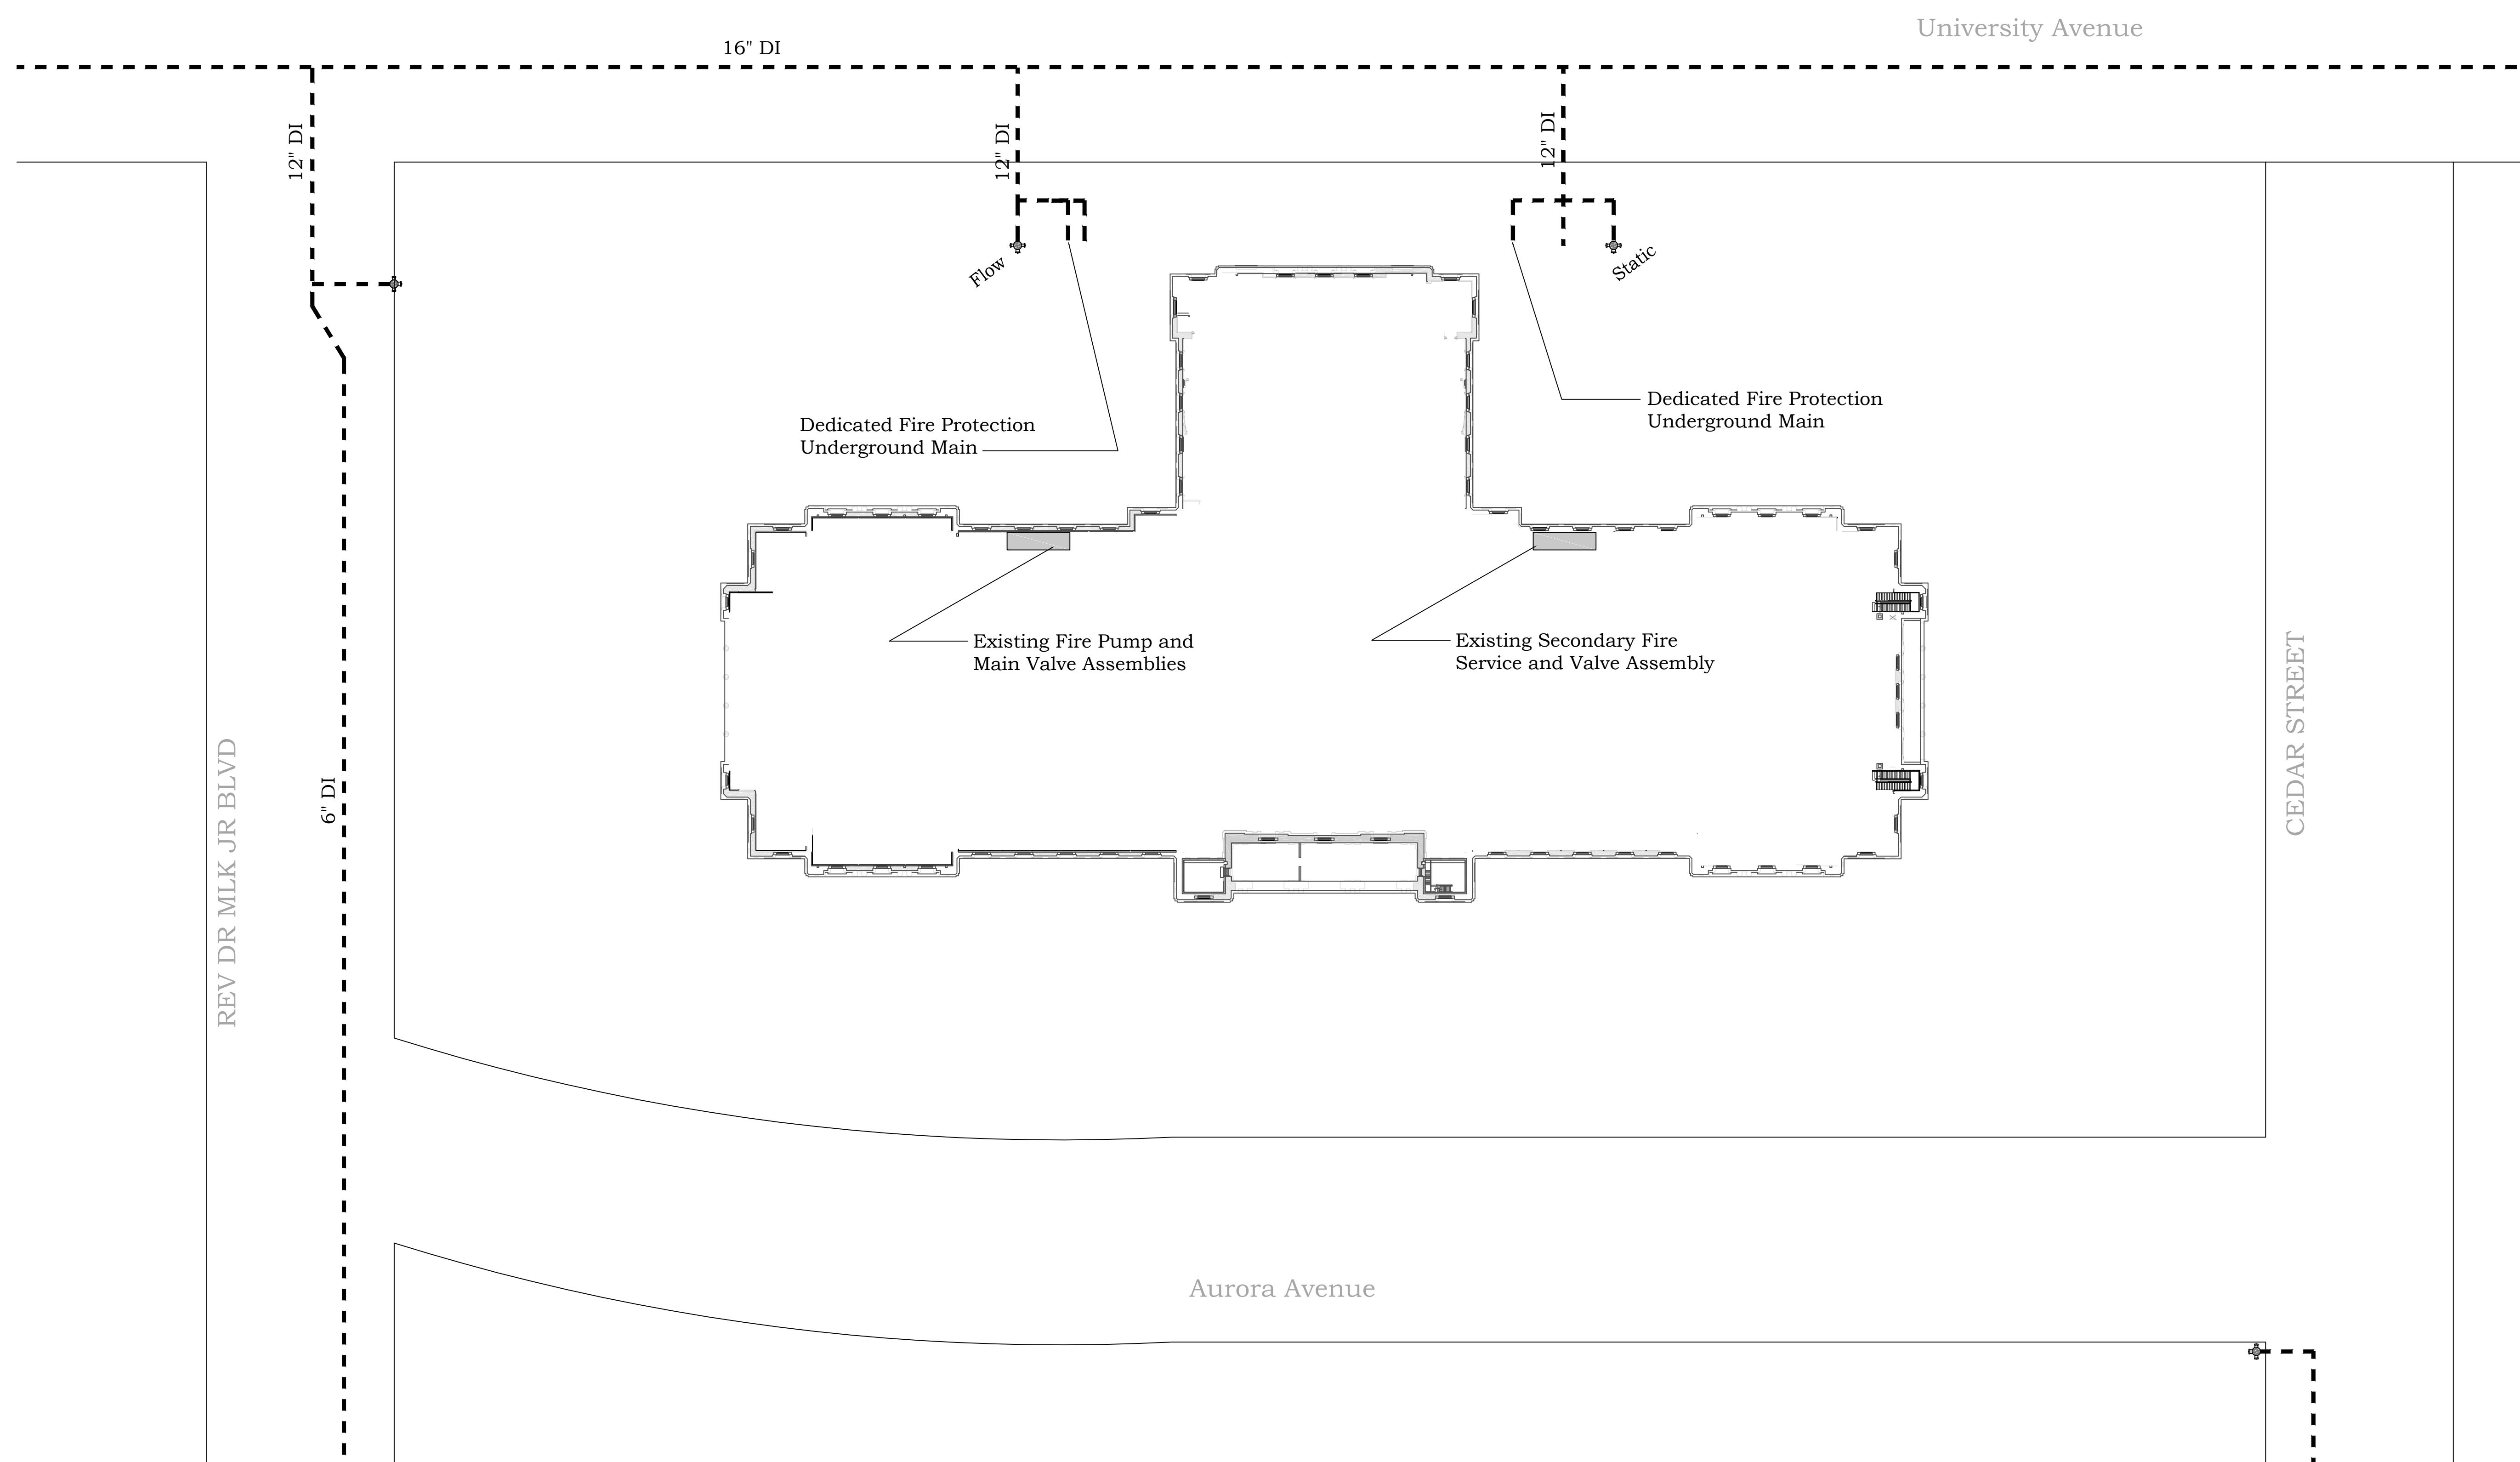 University Avenue
16" DI
12" DI
12" DI
12" DI
Flow
Static
Dedicated Fire Protection
Underground Main
Dedicated Fire Protection
Underground Main
Existing Fire Pump and
Main Valve Assemblies
Existing Secondary Fire
Service and Valve Assembly
REV DR MLK JR BLVD
6" DI
CEDAR STREET
Aurora Avenue